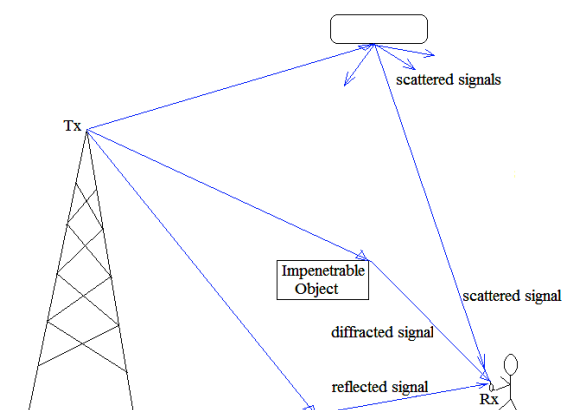 scattered signals
Tx
Impenetrable
Object
scattered signal
diffracted signal
reflected signal
Rx